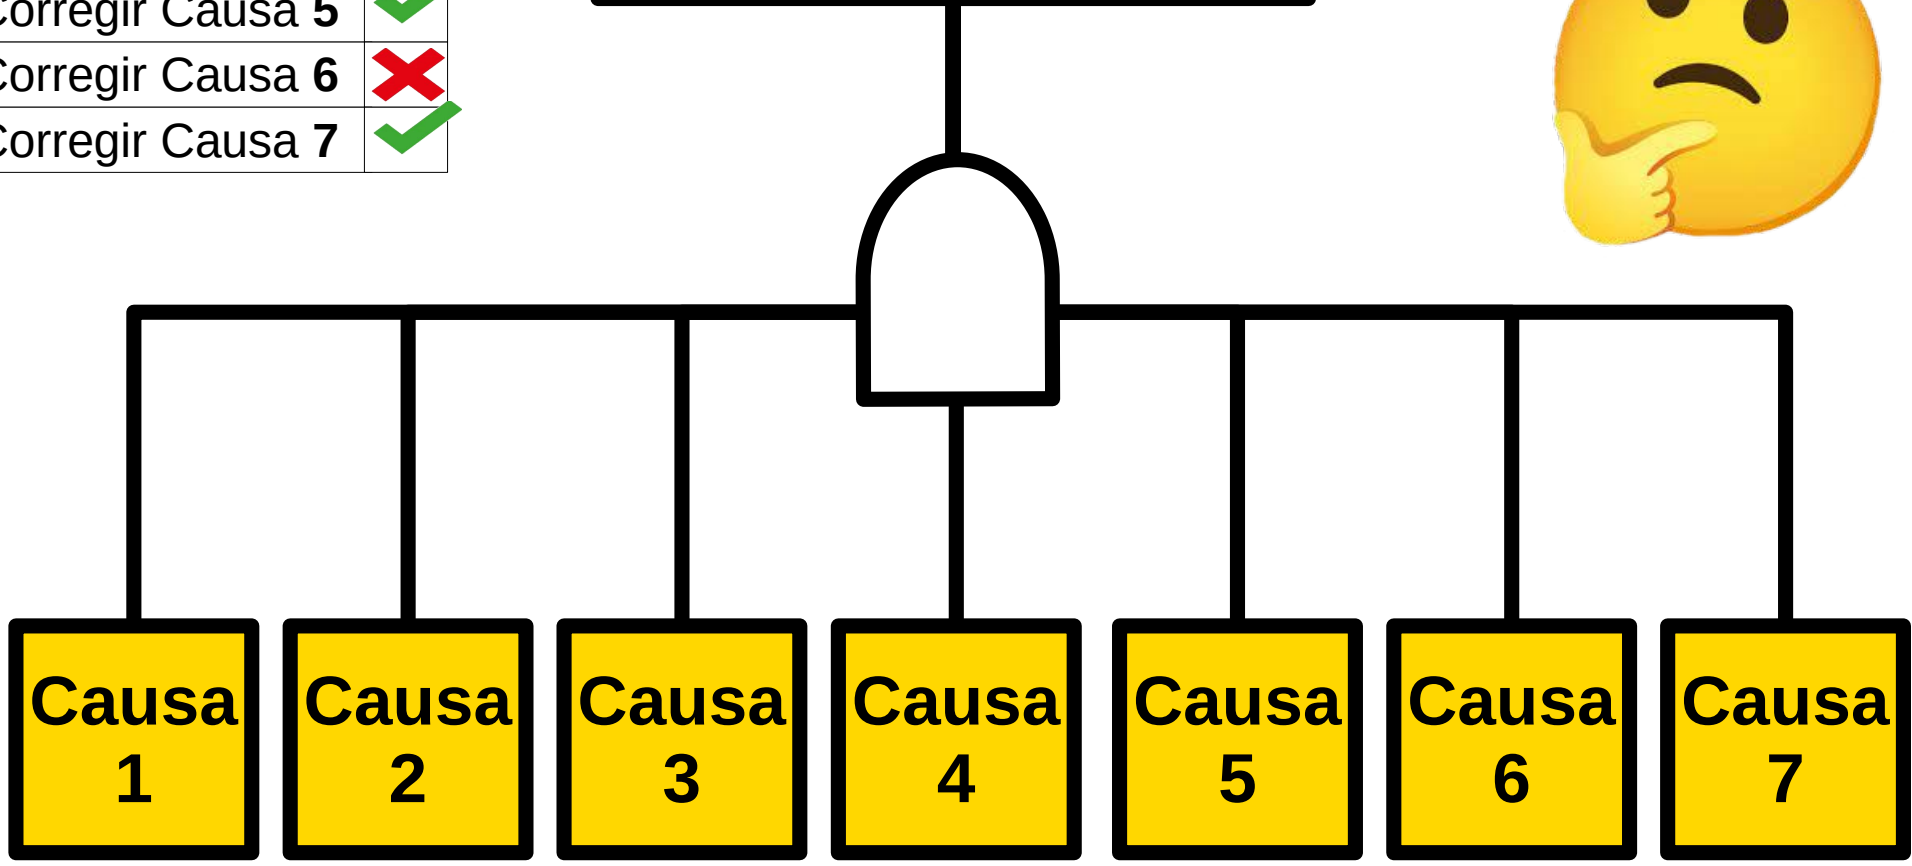 Corregir Causa 5
Corregir Causa 6
Corregir Causa 7
Causa
1
Causa
2
Causa
3
Causa
4
Causa
5
Causa
6
Causa
7